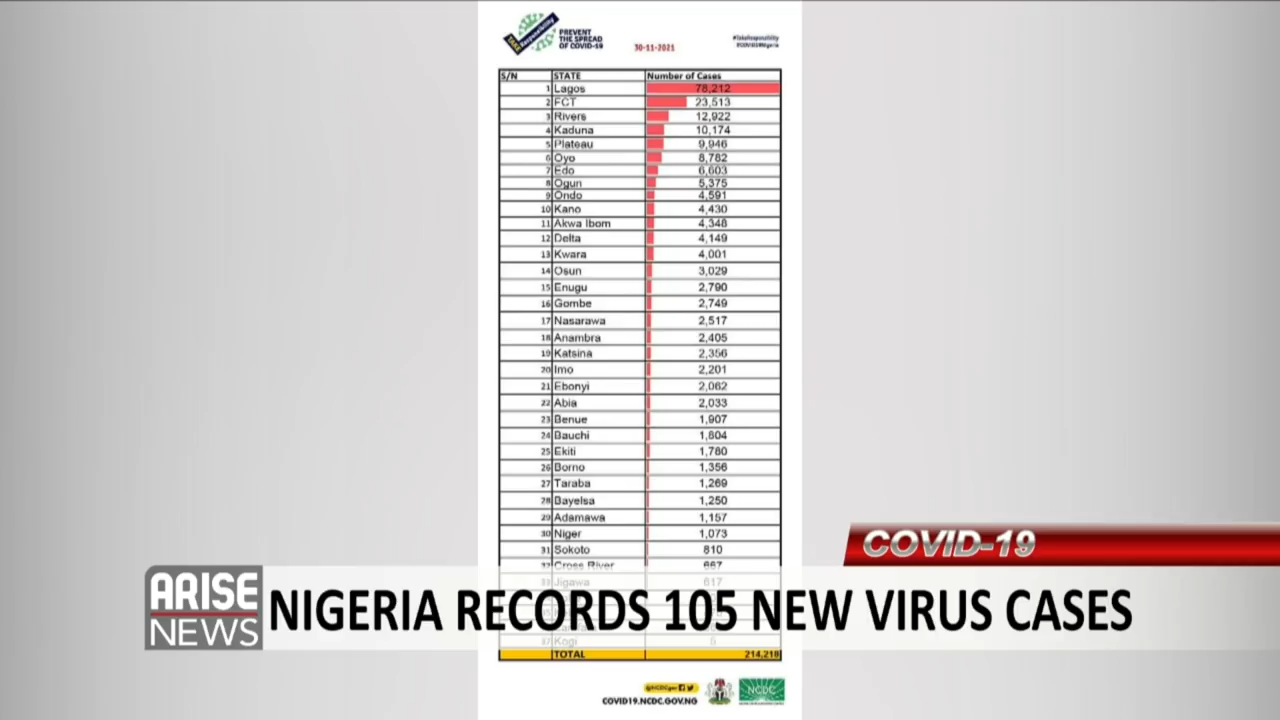 TAKE Responsibility
PREVENT
THE SPREAD
OF COVID-19
30-11-2021
#TakeResponsibility
#COVID19Nigeria
S/N STATE Number of Cases
1 Lagos 78,212
2 FCT 23,513
3 Rivers 12,922
4 Kaduna 10,174
5 Plateau 9,946
6 Oyo 8,782
7 Edo 6,603
8 Ogun 5,375
9 Ondo 4,591
10 Kano 4,430
11 Akwa Ibom 4,348
12 Delta 4,149
13 Kwara 4,001
14 Osun 3,029
15 Enugu 2,790
16 Gombe 2,749
17 Nasarawa 2,517
18 Anambra 2,405
19 Katsina 2,356
20 Imo 2,201
21 Ebonyi 2,062
22 Abia 2,033
23 Benue 1,907
24 Bauchi 1,804
25 Ekiti 1,780
26 Borno 1,356
27 Taraba 1,269
28 Bayelsa 1,250
29 Adamawa 1,157
30 Niger 1,073
31 Sokoto 810
32 Cross River 667
33 Jigawa 617
37 Kogi 5
TOTAL 214,218
COVID-19
ARISE
NEWS
NIGERIA RECORDS 105 NEW VIRUS CASES
@NCDCgov
COVID19.NCDC.GOV.NG
NCDC